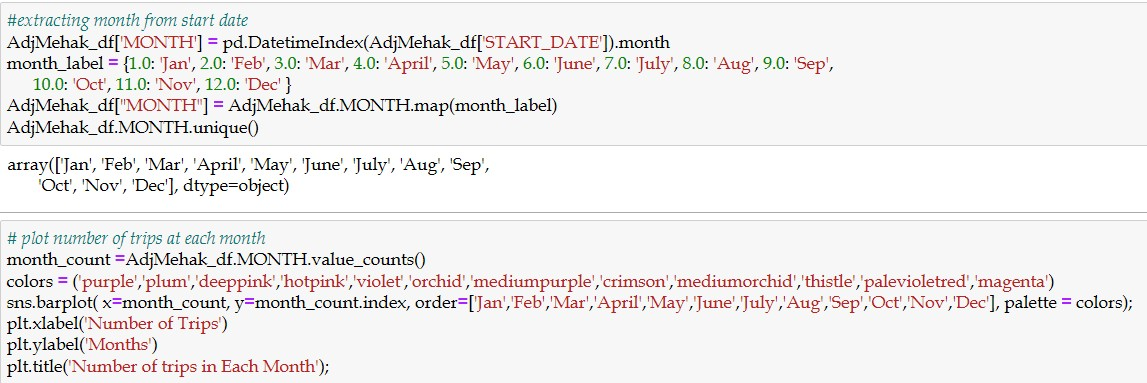 #extracting month from start date
AdjMehak_df['MONTH'] = pd.DatetimeIndex(AdjMehak_df['START_DATE']).month
month_label = {1.0: 'Jan', 2.0: 'Feb', 3.0: 'Mar', 4.0: 'April', 5.0: 'May', 6.0: 'June', 7.0: 'July', 8.0: 'Aug', 9.0: 'Sep',
10.0: 'Oct', 11.0: 'Nov', 12.0: 'Dec' }
AdjMehak_df["MONTH"] = AdjMehak_df.MONTH.map(month_label)
AdjMehak_df.MONTH.unique()
array(['Jan', 'Feb', 'Mar', 'April', 'May', 'June', 'July', 'Aug', 'Sep',
'Oct', 'Nov', 'Dec'], dtype=object)
# plot number of trips at each month
month_count =AdjMehak_df.MONTH.value_counts()
colors = ('purple','plum','deeppink','hotpink','violet','orchid','mediumpurple','crimson','mediumorchid','thistle','palevioletred','magenta')
sns.barplot( x=month_count, y=month_count.index, order=['Jan','Feb','Mar','April','May','June','July','Aug','Sep','Oct','Nov','Dec'], palette = colors);
plt.xlabel('Number of Trips')
plt.ylabel('Months')
plt.title('Number of trips in Each Month');